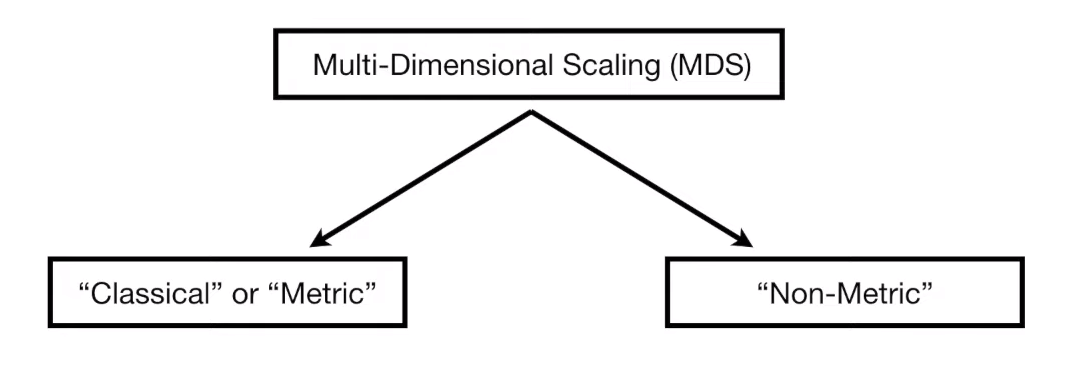 Multi-Dimensional Scaling (MDS)
“Classical” or “Metric”
“Non-Metric”